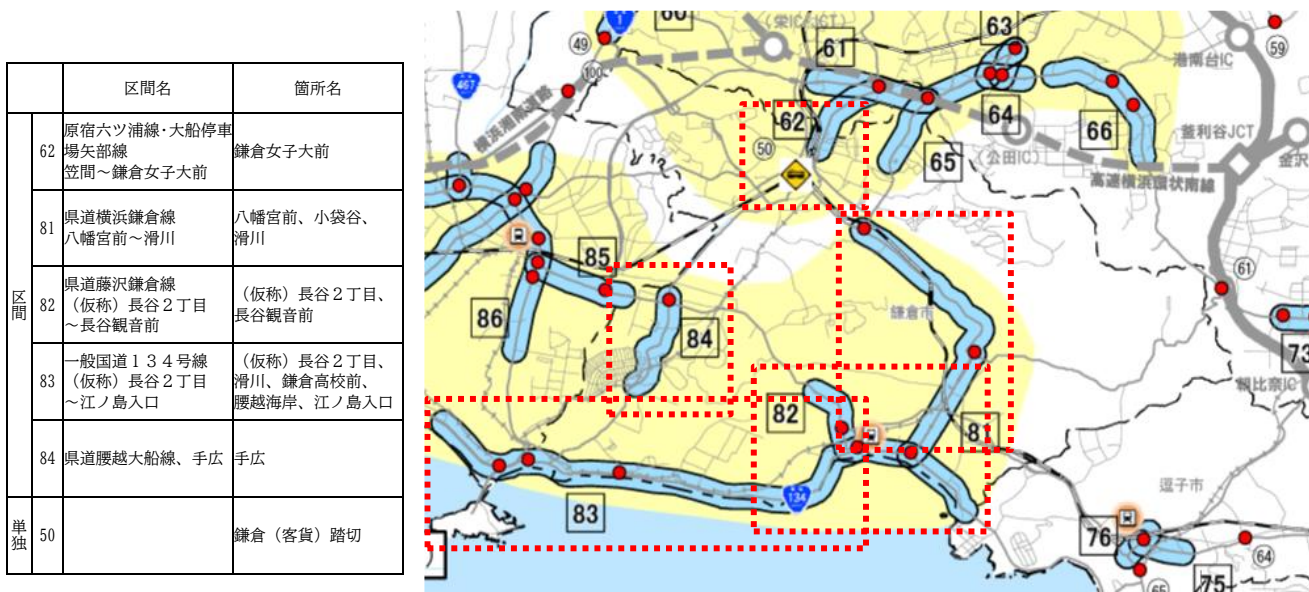 区間名
箇所名
区間
62
原宿六ツ浦線・大船停車
場矢部線
笠間～鎌倉女子大前
鎌倉女子大前
81
県道横浜鎌倉線
八幡宮前～滑川
八幡宮前、小袋谷、
滑川
82
県道藤沢鎌倉線
（仮称）長谷２丁目
～長谷観音前
（仮称）長谷２丁目、
長谷観音前
83
一般国道１３４号線
（仮称）長谷２丁目
～江ノ島入口
（仮称）長谷２丁目、
滑川、鎌倉高校前、
腰越海岸、江ノ島入口
84
県道腰越大船線、手広
手広
単独
50
鎌倉（客貨）踏切
1
60
(栄IC・JCT)
61
63
59
49
港南台IC
467
100
横浜湘南道路
62
64
66
50
65
(公田IC)
釜利谷JCT
金沢
高速横浜環状南線
85
61
86
84
鎌倉市
73
朝比奈IC
82
81
134
83
逗子市
76
64
75
65